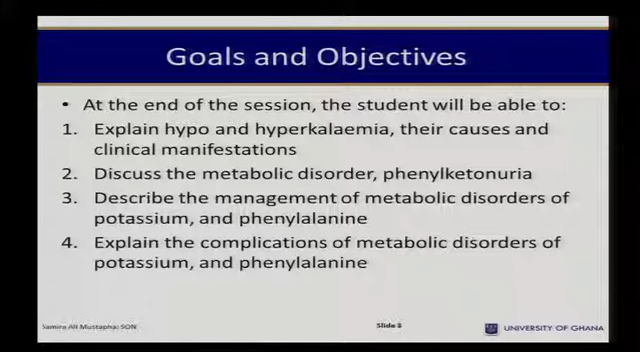 Goals and Objectives
• At the end of the session, the student will be able to:
1. Explain hypo and hyperkalaemia, their causes and
clinical manifestations
2. Discuss the metabolic disorder, phenylketonuria
3. Describe the management of metabolic disorders of
potassium, and phenylalanine
4. Explain the complications of metabolic disorders of
potassium, and phenylalanine
Samira Ali Mustapha: SON
Slide 8
UNIVERSITY OF GHANA